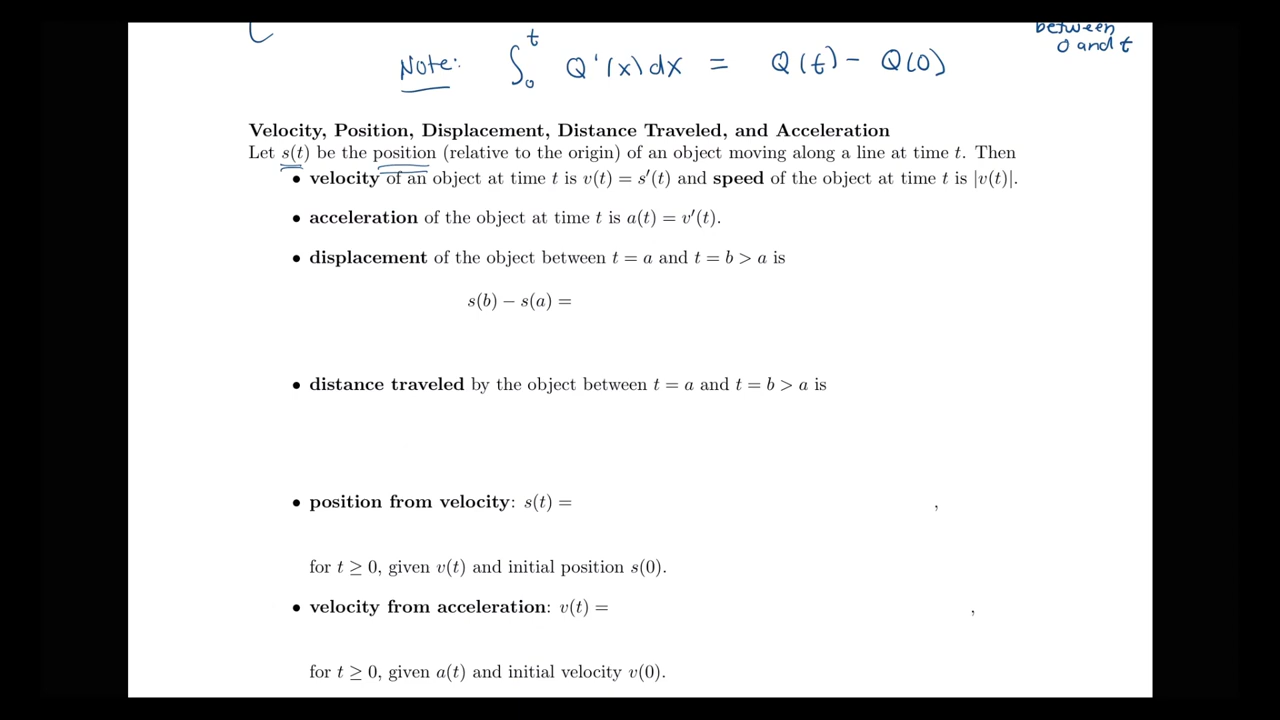 between
0 and t
Note: ∫₀ᵗ Q'(x) dx = Q(t) - Q(0)
Velocity, Position, Displacement, Distance Traveled, and Acceleration
Let s(t) be the position (relative to the origin) of an object moving along a line at time t. Then
• velocity of an object at time t is v(t) = s′(t) and speed of the object at time t is |v(t)|.
• acceleration of the object at time t is a(t) = v′(t).
• displacement of the object between t = a and t = b > a is
s(b) − s(a) =
• distance traveled by the object between t = a and t = b > a is
• position from velocity: s(t) = ,
for t ≥ 0, given v(t) and initial position s(0).
• velocity from acceleration: v(t) = ,
for t ≥ 0, given a(t) and initial velocity v(0).